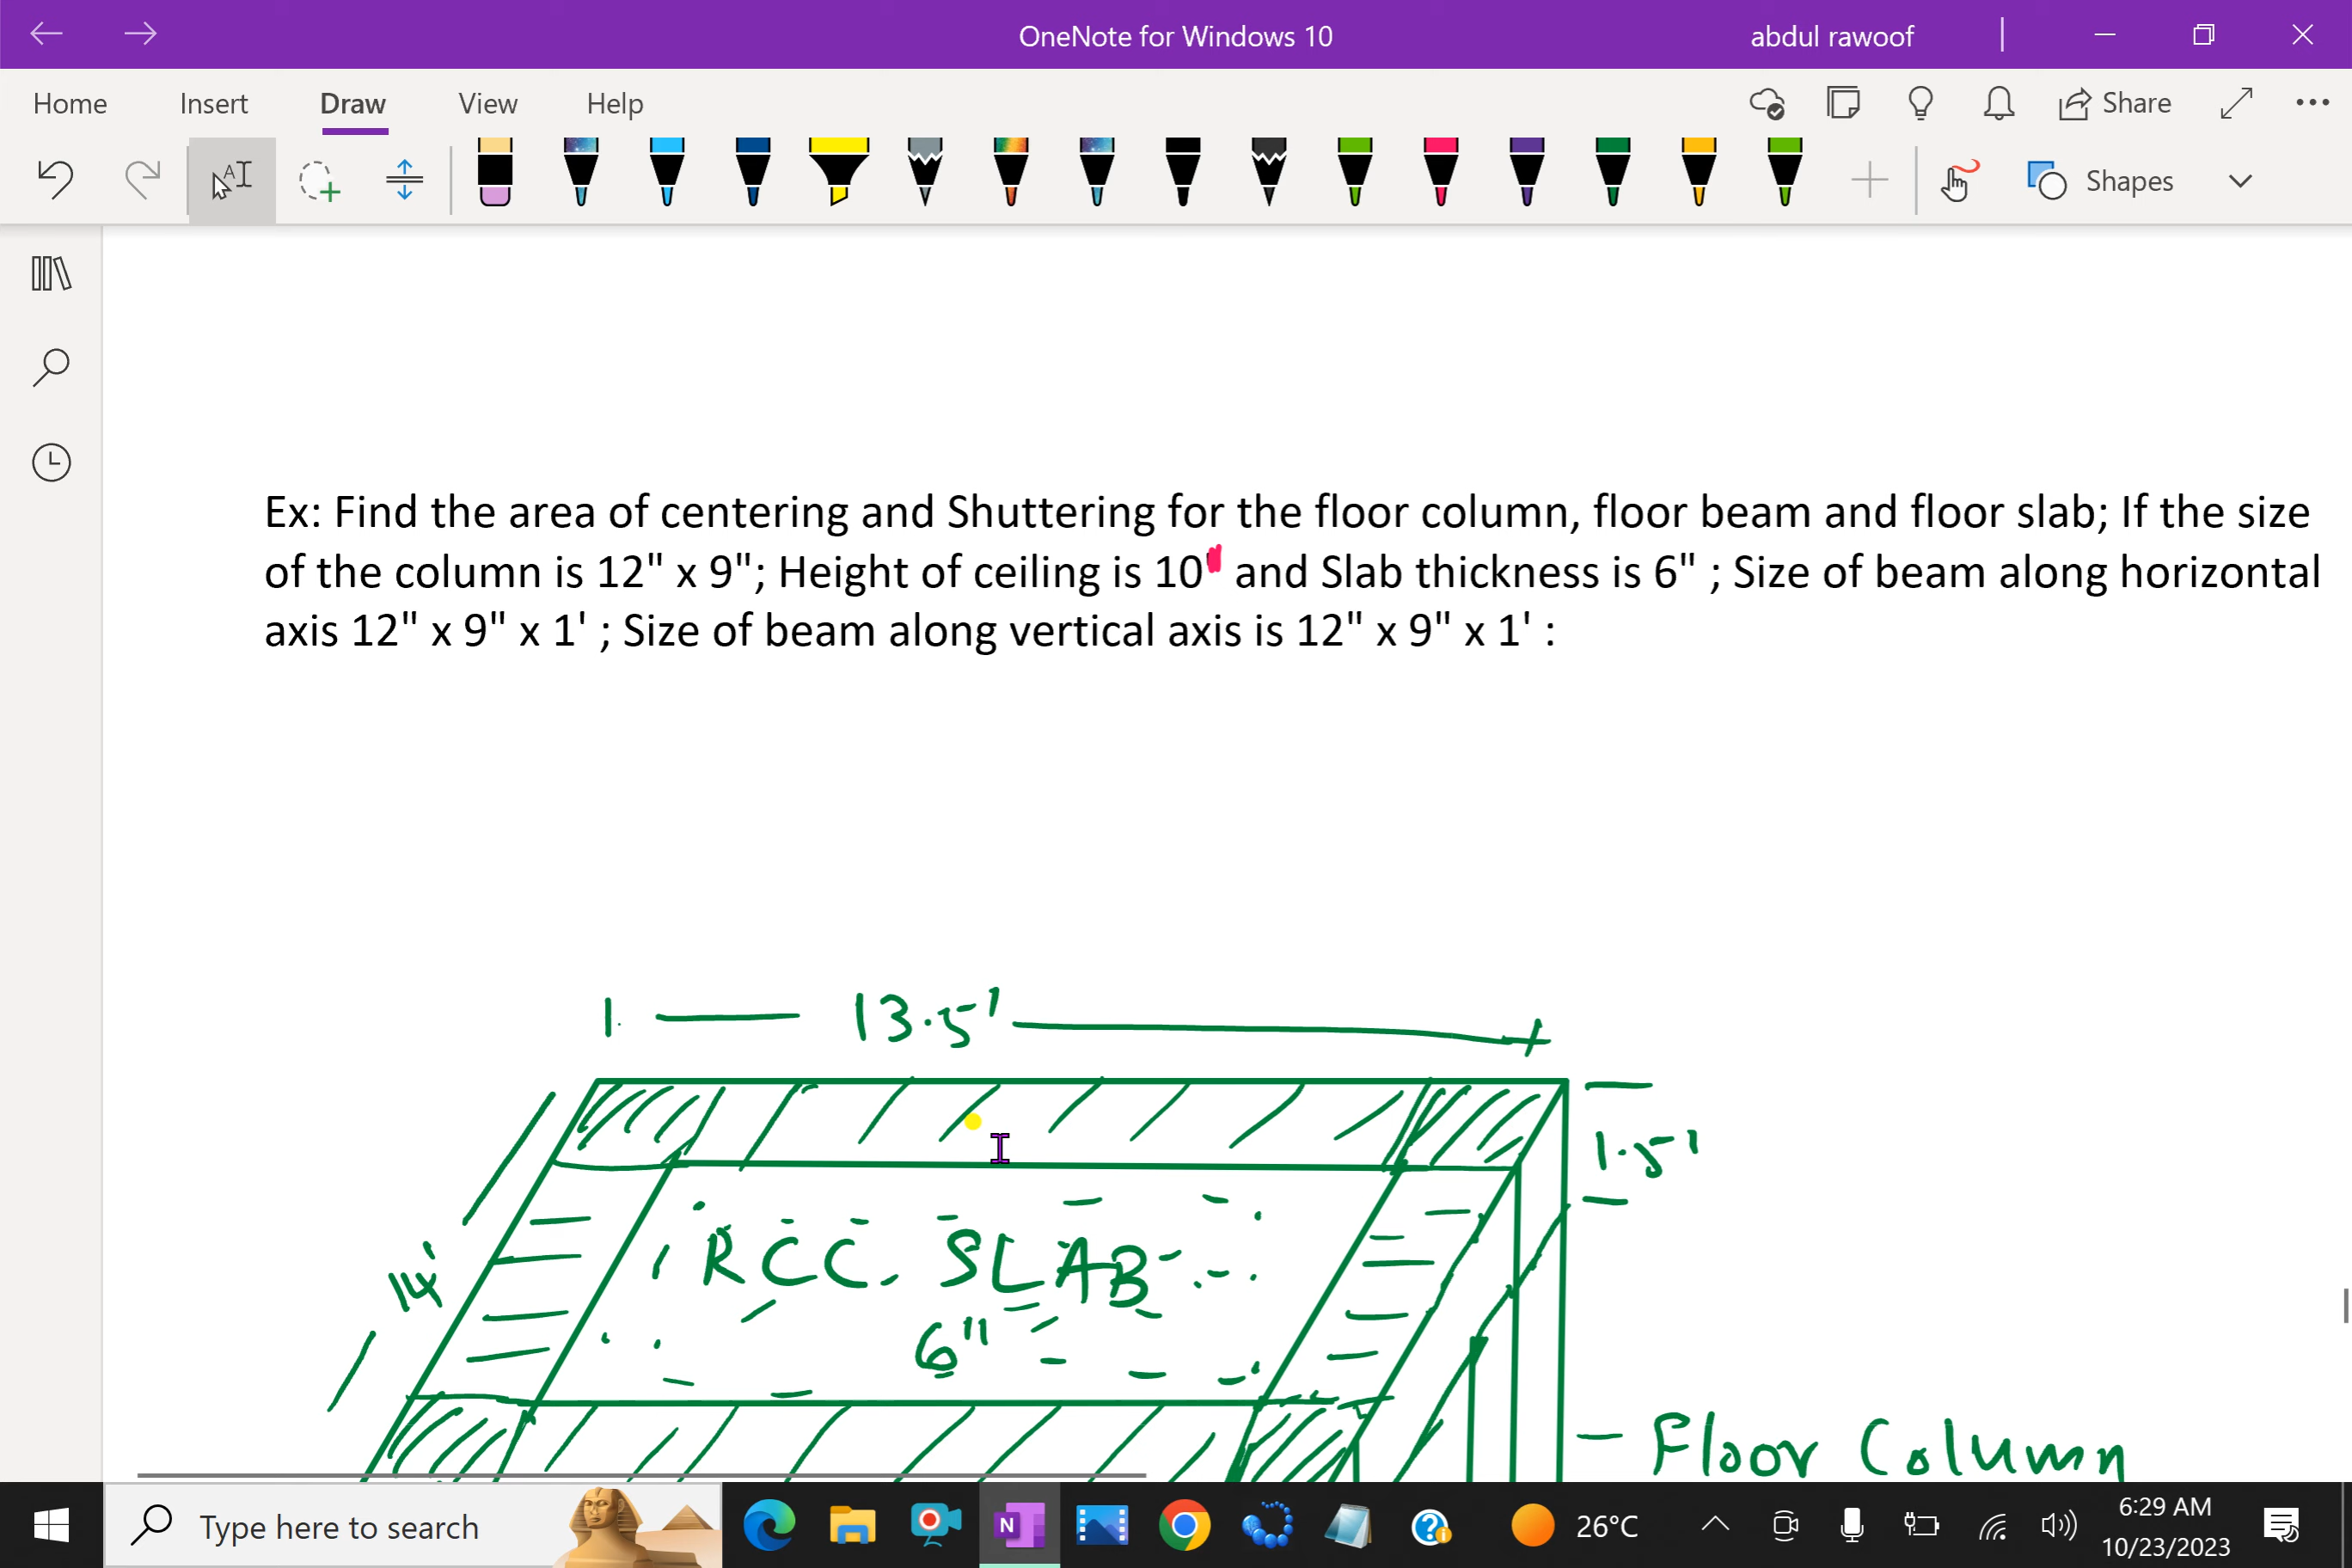 OneNote for Windows 10
abdul rawoof
Home Insert Draw View Help
Share
Shapes
Ex: Find the area of centering and Shuttering for the floor column, floor beam and floor slab; If the size
of the column is 12" x 9"; Height of ceiling is 10' and Slab thickness is 6" ; Size of beam along horizontal
axis 12" x 9" x 1' ; Size of beam along vertical axis is 12" x 9" x 1' :
13.5'
1.5'
14'
RCC. SLAB
6"
Floor Column
Type here to search
26°C
6:29 AM
10/23/2023